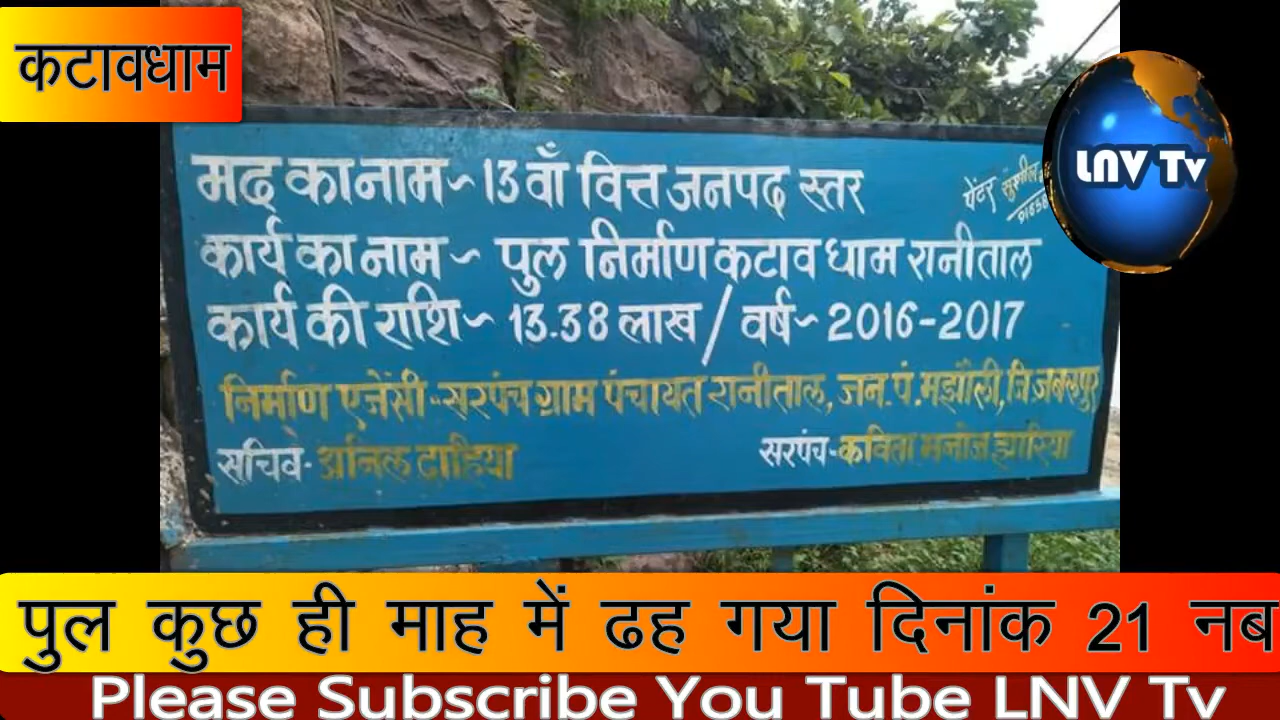 कटावधाम
LNV Tv
मद का नाम ~ 13 वाँ वित्त जनपद स्तर
पेंटर सुशील
कार्य का नाम ~ पुल निर्माण कटाव धाम रानीताल
कार्य की राशि ~ 13.38 लाख / वर्ष ~ 2016-2017
निर्माण एजेंसी - सरपंच ग्राम पंचायत रानीताल, जन. पं. मझौली, जि. जबलपुर
सचिव - अनिल दाहिया
सरपंच - कविता मनोज झारिया
पुल कुछ ही माह में ढह गया दिनांक 21 नब
Please Subscribe You Tube LNV Tv